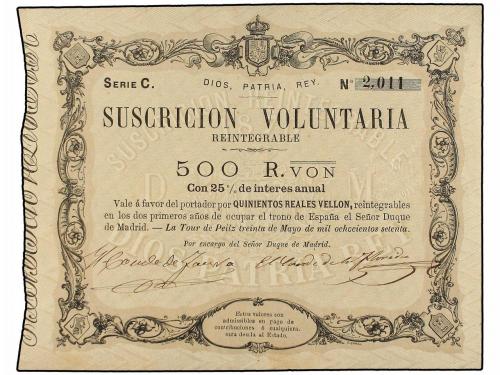 DIOS, PATRIA, REY.
SERIE C.
Nº 2,011
SUSCRICION VOLUNTARIA
REINTEGRABLE
500 R. VON
Con 25 % de interes anual
Vale á favor del portador por QUINIENTOS REALES VELLON, reintegrables
en los dos primeros años de ocupar el trono de España el Señor Duque
de Madrid. — La Tour de Peilz treinta de Mayo de mil ochocientos setenta.
Por encargo del Señor Duque de Madrid.
Estos valores son
admisibles en pago de
contribuciones ó cualquiera
otra deuda al Estado.